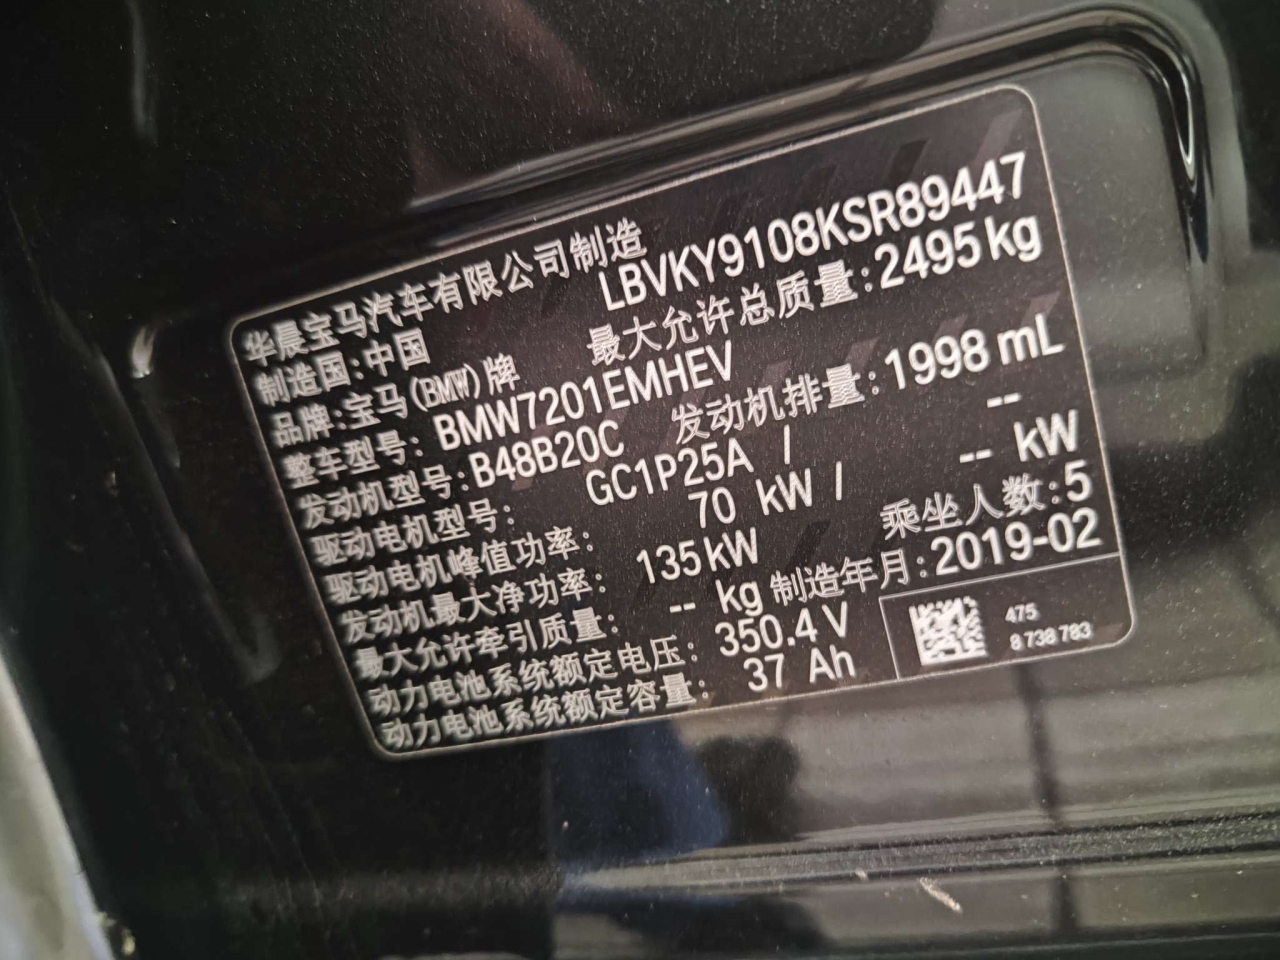 华晨宝马汽车有限公司制造
制造国:中国 LBVKY9108KSR89447
品牌:宝马(BMW)牌 最大允许总质量:2495kg
整车型号: BMW7201EMHEV
发动机型号:B48B20C 发动机排量:1998 mL
驱动电机型号: GC1P25A / --
驱动电机峰值功率: 70 kW / -- kW
发动机最大净功率: 135kW 乘坐人数:5
最大允许牵引质量: -- kg 制造年月:2019-02
动力电池系统额定电压: 350.4 V
动力电池系统额定容量: 37 Ah
475
8 738 783